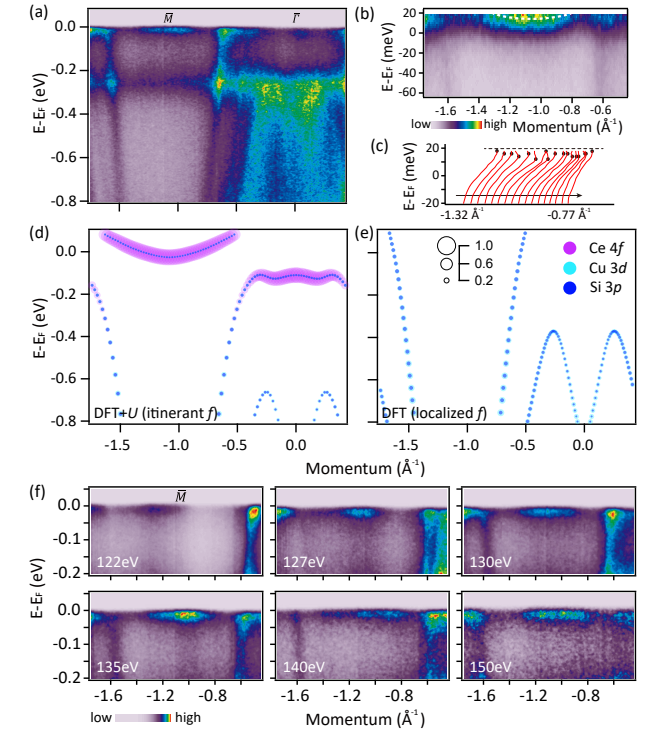 (a)
M̅
Γ̅
0.0
-0.2
-0.4
-0.6
-0.8
E-EF (eV)
(b)
20
0
-20
-40
-60
E-EF (meV)
-1.6
-1.4
-1.2
-1.0
-0.8
-0.6
low
high
Momentum (Å-1)
(c)
20
10
0
-10
-20
E-EF (meV)
-1.32 Å-1
-0.77 Å-1
(d)
0.0
-0.2
-0.4
-0.6
-0.8
E-EF (eV)
DFT+U (itinerant f)
-1.5
-1.0
-0.5
0.0
(e)
1.0
0.6
0.2
Ce 4f
Cu 3d
Si 3p
DFT (localized f)
-1.5
-1.0
-0.5
0.0
Momentum (Å-1)
(f)
M̅
0.0
-0.1
-0.2
E-EF (eV)
122eV
127eV
130eV
0.0
-0.1
-0.2
135eV
140eV
150eV
-1.6
-1.2
-0.8
-1.6
-1.2
-0.8
-1.6
-1.2
-0.8
low
high
Momentum (Å-1)